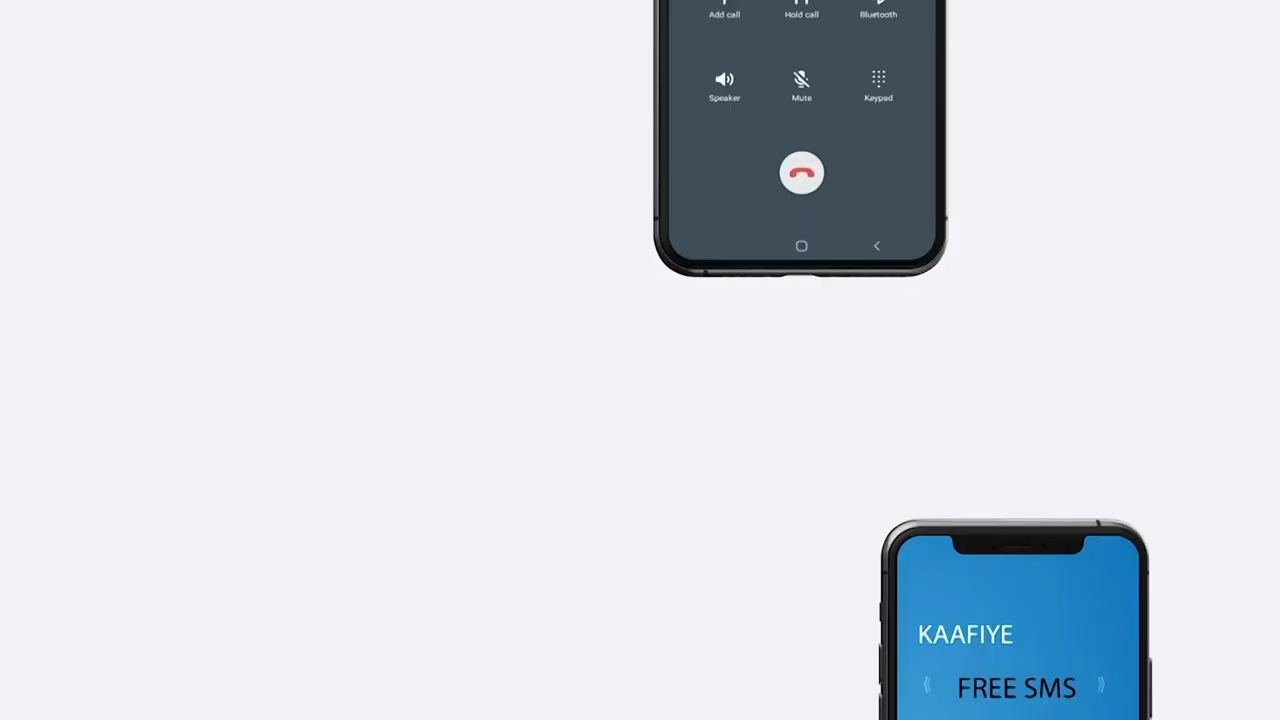 Add call Hold call Bluetooth
Speaker Mute Keypad
KAAFIYE
FREE SMS